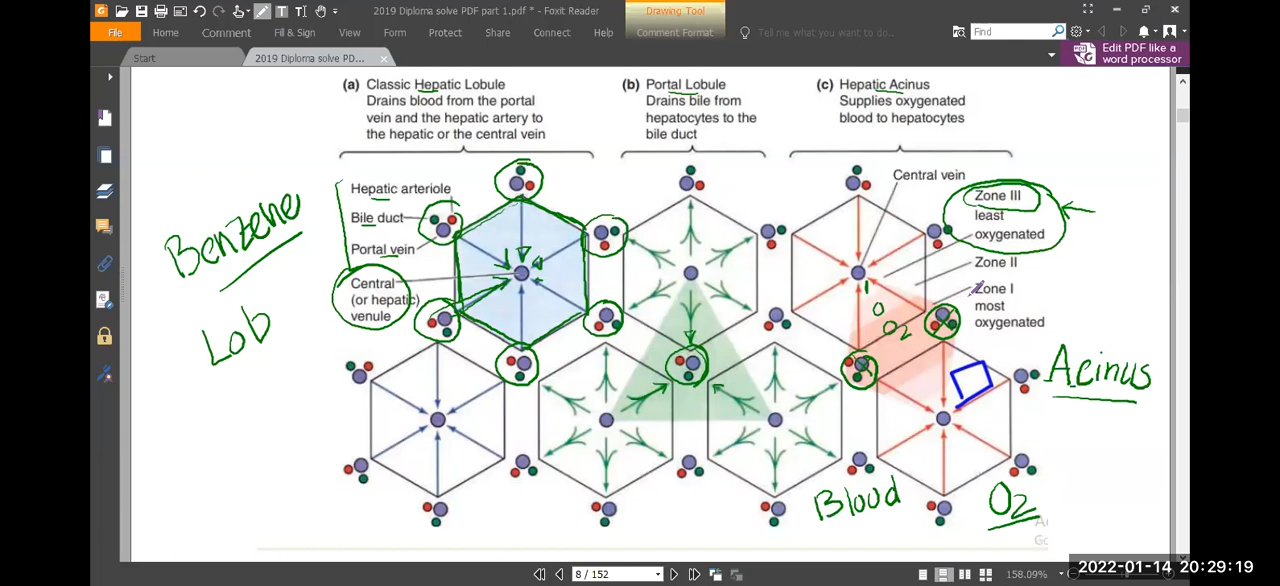 2019 Diploma solve PDF part 1.pdf * - Foxit Reader
Drawing Tool
File
Home
Comment
Fill & Sign
View
Form
Protect
Share
Connect
Help
Comment Format
Tell me what you want to do..
Find
Start
2019 Diploma solve PD...
Edit PDF like a
word processor
(a) Classic Hepatic Lobule
Drains blood from the portal
vein and the hepatic artery to
the hepatic or the central vein
(b) Portal Lobule
Drains bile from
hepatocytes to the
bile duct
(c) Hepatic Acinus
Supplies oxygenated
blood to hepatocytes
Hepatic arteriole
Bile duct
Portal vein
Central
(or hepatic)
venule
Central vein
Zone III
least
oxygenated
Zone II
Zone I
most
oxygenated
Benzene
Lob
O2
Acinus
Blood
O2
8 / 152
158.09%
2022-01-14 20:29:19